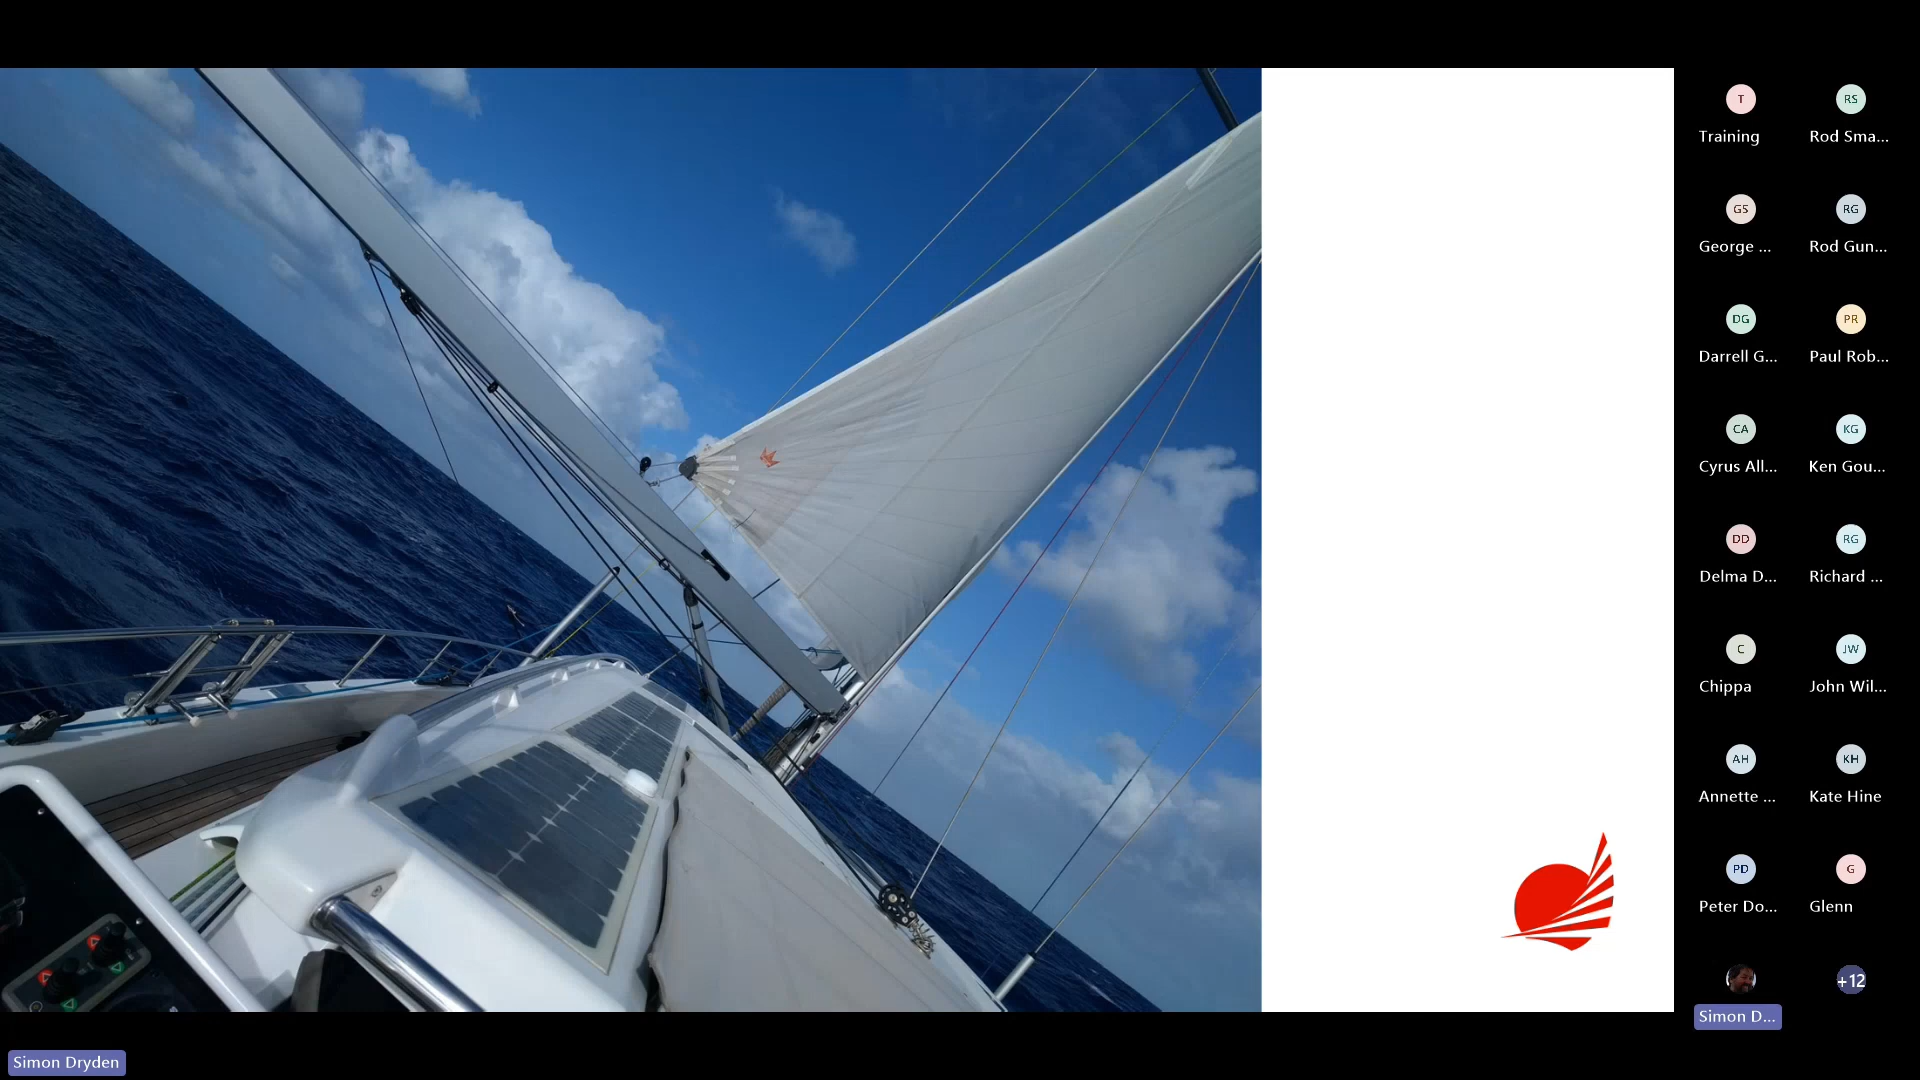 T
RS
Training
Rod Sma...
GS
RG
George ...
Rod Gun...
DG
PR
Darrell G...
Paul Rob...
CA
KG
Cyrus All...
Ken Gou...
DD
RG
Delma D...
Richard ...
C
JW
Chippa
John Wil...
AH
KH
Annette ...
Kate Hine
PD
G
Peter Do...
Glenn
+12
Simon D...
Simon Dryden